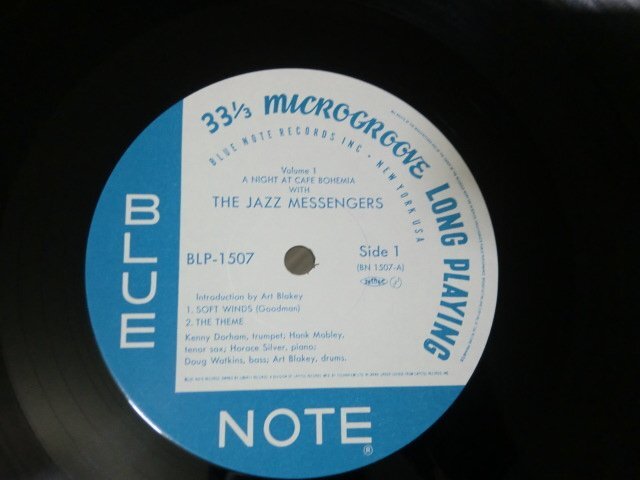 33⅓ MICROGROOVE LONG PLAYING
BLUE NOTE RECORDS INC · NEW YORK USA
Volume 1
A NIGHT AT CAFE BOHEMIA
WITH
THE JAZZ MESSENGERS
BLP-1507
Side 1
(BN 1507-A)
Introduction by Art Blakey
1. SOFT WINDS (Goodman)
2. THE THEME
Kenny Dorham, trumpet; Hank Mobley,
tenor sax; Horace Silver, piano;
Doug Watkins, bass; Art Blakey, drums.
BLUE
NOTE®